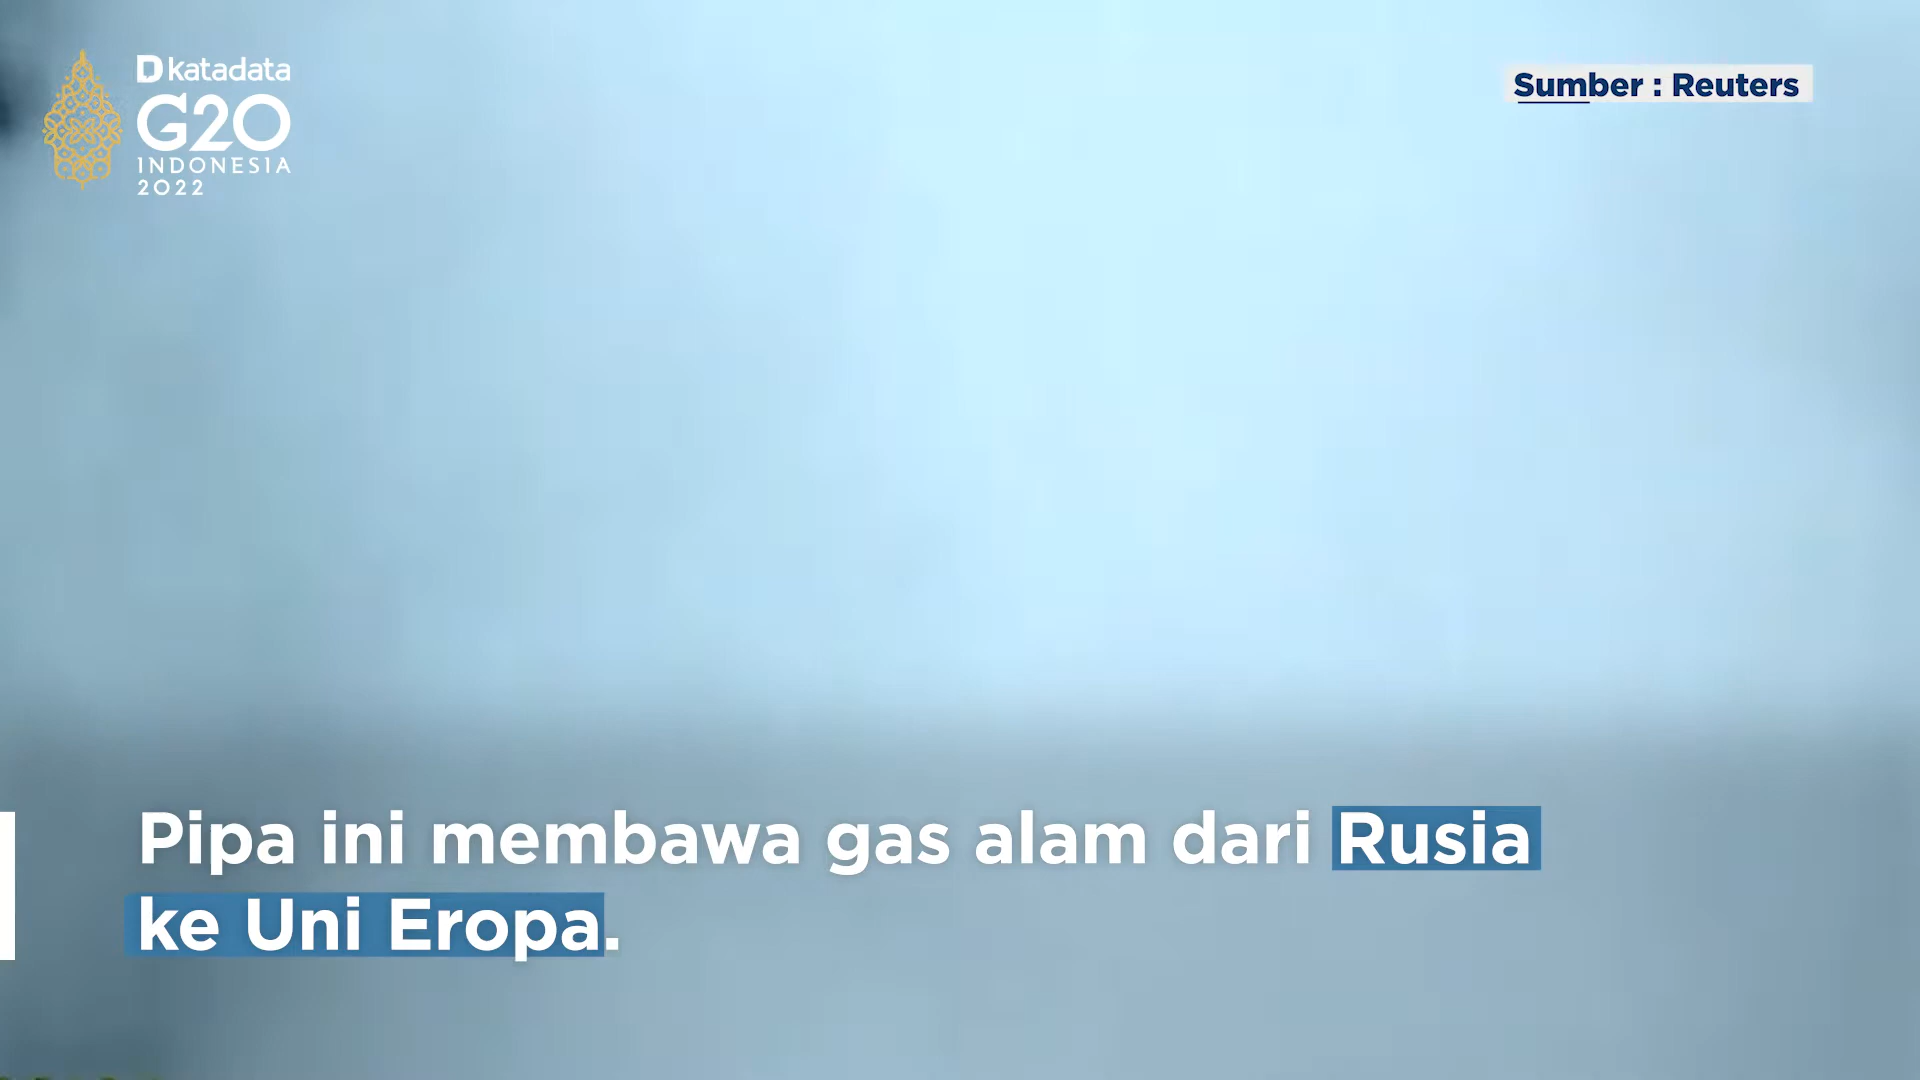 katadata
G20
INDONESIA
2022
Sumber : Reuters
Pipa ini membawa gas alam dari Rusia
ke Uni Eropa.